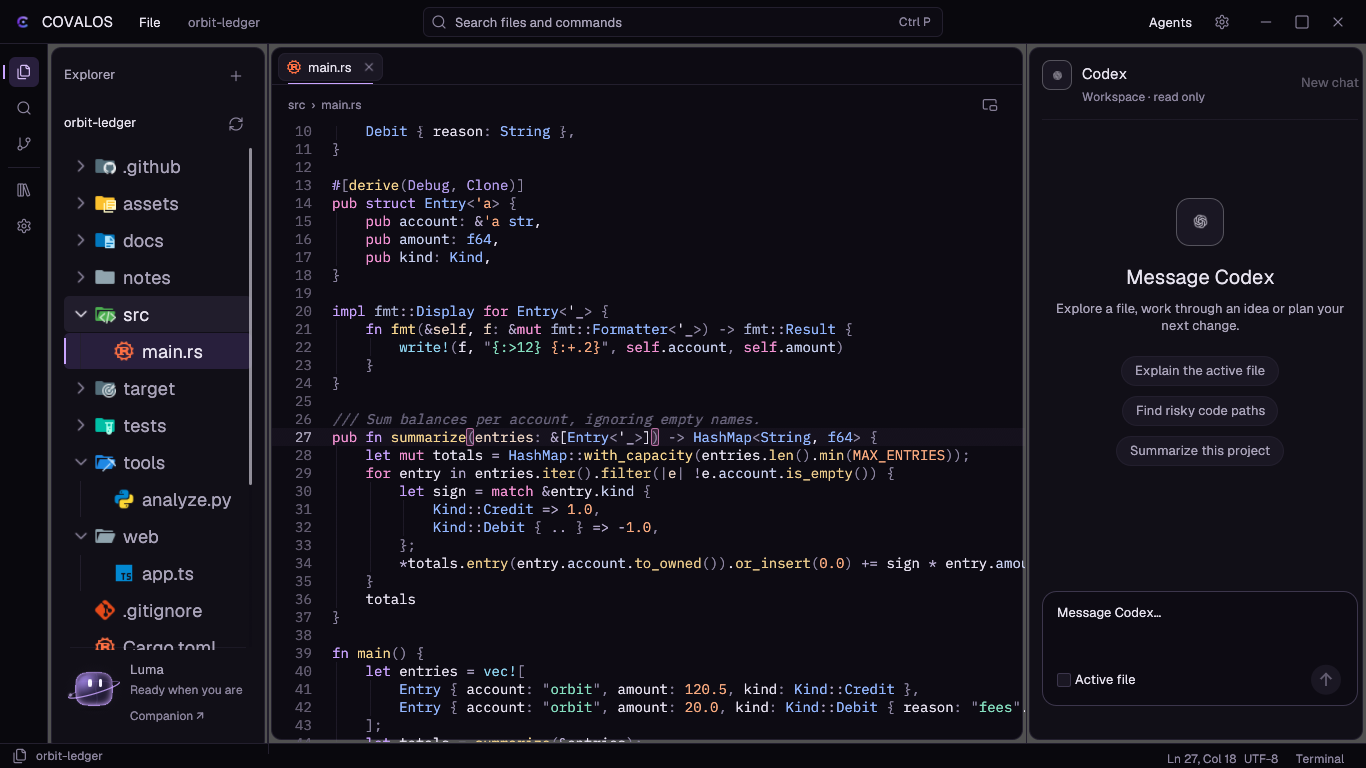 COVALOS File orbit-ledger Search files and commands Ctrl P Agents
Explorer
orbit-ledger
.github
assets
docs
notes
src
main.rs
target
tests
tools
analyze.py
web
app.ts
.gitignore
Cargo.toml
Luma
Ready when you are
Companion ↗
main.rs
src › main.rs
10     Debit { reason: String },
11 }
12
13 #[derive(Debug, Clone)]
14 pub struct Entry<'a> {
15     pub account: &'a str,
16     pub amount: f64,
17     pub kind: Kind,
18 }
19
20 impl fmt::Display for Entry<'_> {
21     fn fmt(&self, f: &mut fmt::Formatter<'_>) -> fmt::Result {
22         write!(f, "{:>12} {:+.2}", self.account, self.amount)
23     }
24 }
25
26 /// Sum balances per account, ignoring empty names.
27 pub fn summarize(entries: &[Entry<'_>]) -> HashMap<String, f64> {
28     let mut totals = HashMap::with_capacity(entries.len().min(MAX_ENTRIES));
29     for entry in entries.iter().filter(|e| !e.account.is_empty()) {
30         let sign = match &entry.kind {
31             Kind::Credit => 1.0,
32             Kind::Debit { .. } => -1.0,
33         };
34         *totals.entry(entry.account.to_owned()).or_insert(0.0) += sign * entry.amou
35     }
36     totals
37 }
38
39 fn main() {
40     let entries = vec![
41         Entry { account: "orbit", amount: 120.5, kind: Kind::Credit },
42         Entry { account: "orbit", amount: 20.0, kind: Kind::Debit { reason: "fees".
43     ];
44     let totals = summarize(&entries);
Codex
Workspace · read only
New chat
Message Codex
Explore a file, work through an idea or plan your
next change.
Explain the active file
Find risky code paths
Summarize this project
Message Codex…
Active file
orbit-ledger
Ln 27, Col 18 UTF-8 Terminal